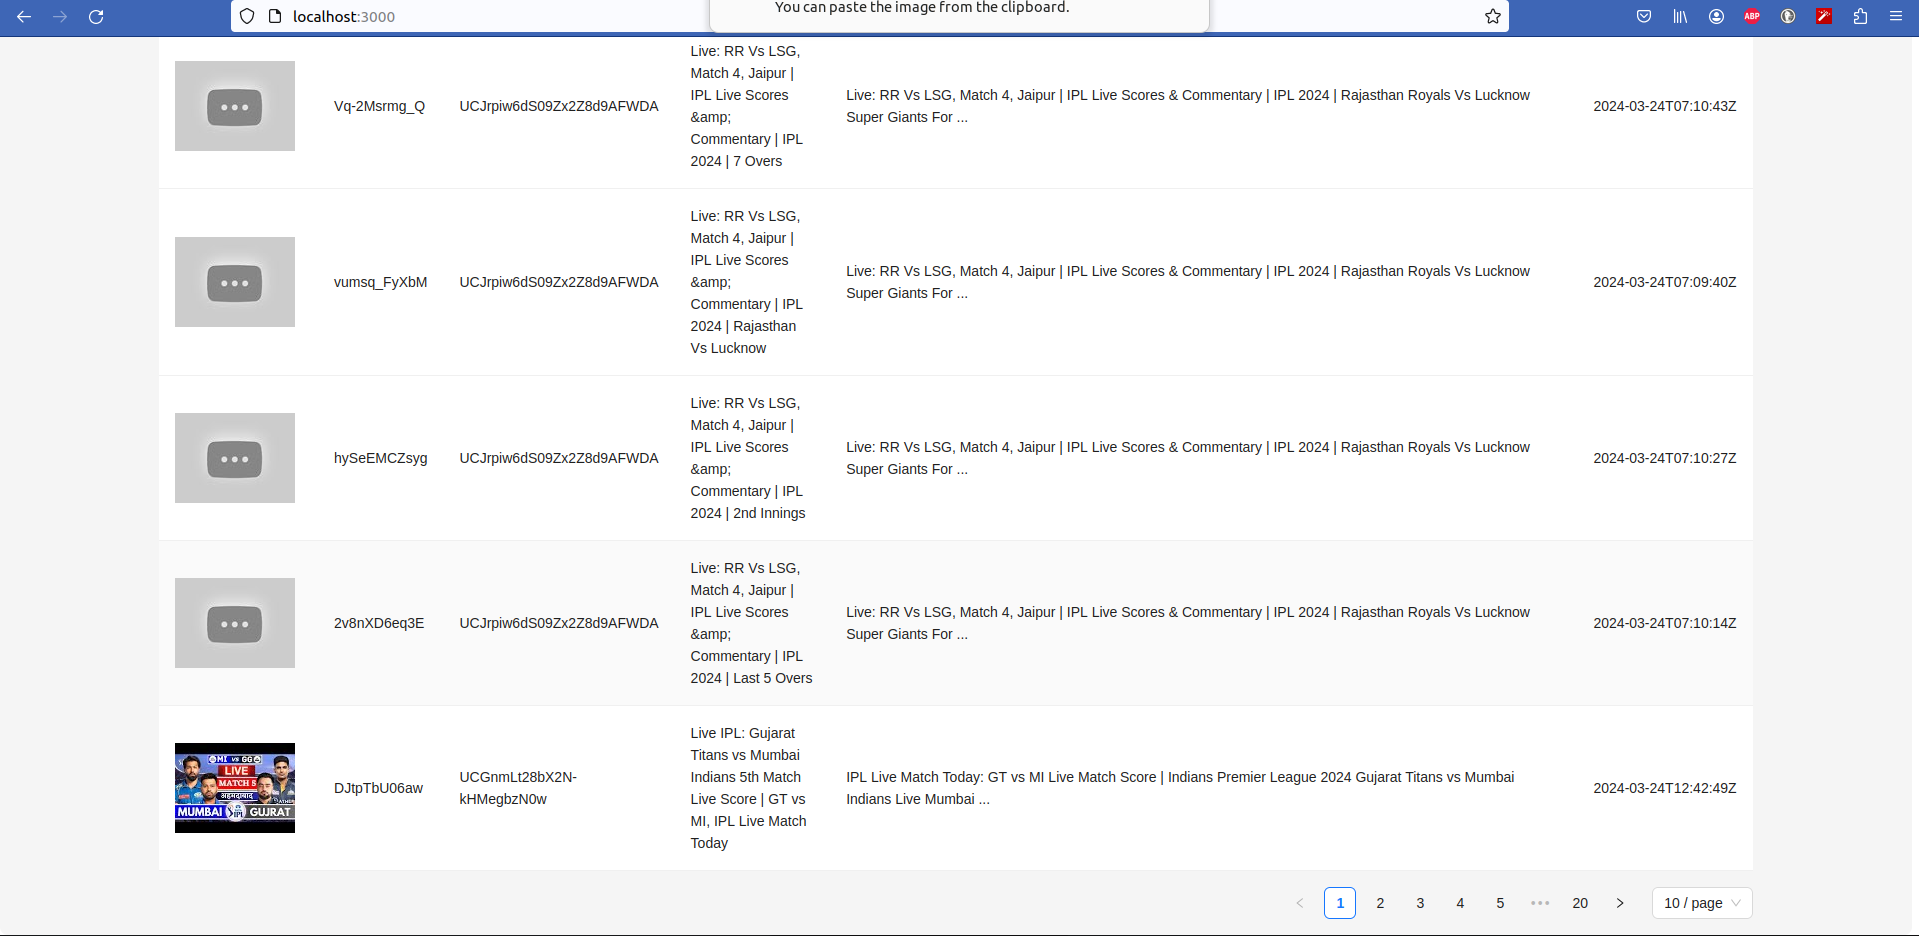 localhost:3000
You can paste the image from the clipboard.
ABP
Vq-2Msrmg_Q
UCJrpiw6dS09Zx2Z8d9AFWDA
Live: RR Vs LSG,
Match 4, Jaipur |
IPL Live Scores
&amp;
Commentary | IPL
2024 | 7 Overs
Live: RR Vs LSG, Match 4, Jaipur | IPL Live Scores & Commentary | IPL 2024 | Rajasthan Royals Vs Lucknow
Super Giants For ...
2024-03-24T07:10:43Z
vumsq_FyXbM
UCJrpiw6dS09Zx2Z8d9AFWDA
Live: RR Vs LSG,
Match 4, Jaipur |
IPL Live Scores
&amp;
Commentary | IPL
2024 | Rajasthan
Vs Lucknow
Live: RR Vs LSG, Match 4, Jaipur | IPL Live Scores & Commentary | IPL 2024 | Rajasthan Royals Vs Lucknow
Super Giants For ...
2024-03-24T07:09:40Z
hySeEMCZsyg
UCJrpiw6dS09Zx2Z8d9AFWDA
Live: RR Vs LSG,
Match 4, Jaipur |
IPL Live Scores
&amp;
Commentary | IPL
2024 | 2nd Innings
Live: RR Vs LSG, Match 4, Jaipur | IPL Live Scores & Commentary | IPL 2024 | Rajasthan Royals Vs Lucknow
Super Giants For ...
2024-03-24T07:10:27Z
2v8nXD6eq3E
UCJrpiw6dS09Zx2Z8d9AFWDA
Live: RR Vs LSG,
Match 4, Jaipur |
IPL Live Scores
&amp;
Commentary | IPL
2024 | Last 5 Overs
Live: RR Vs LSG, Match 4, Jaipur | IPL Live Scores & Commentary | IPL 2024 | Rajasthan Royals Vs Lucknow
Super Giants For ...
2024-03-24T07:10:14Z
MI VS GG
LIVE
MATCH 5
अहमदाबाद
MUMBAI IPL GUJRAT
DJtpTbU06aw
UCGnmLt28bX2N-
kHMegbzN0w
Live IPL: Gujarat
Titans vs Mumbai
Indians 5th Match
Live Score | GT vs
MI, IPL Live Match
Today
IPL Live Match Today: GT vs MI Live Match Score | Indians Premier League 2024 Gujarat Titans vs Mumbai
Indians Live Mumbai ...
2024-03-24T12:42:49Z
< 1 2 3 4 5 ••• 20 > 10 / page